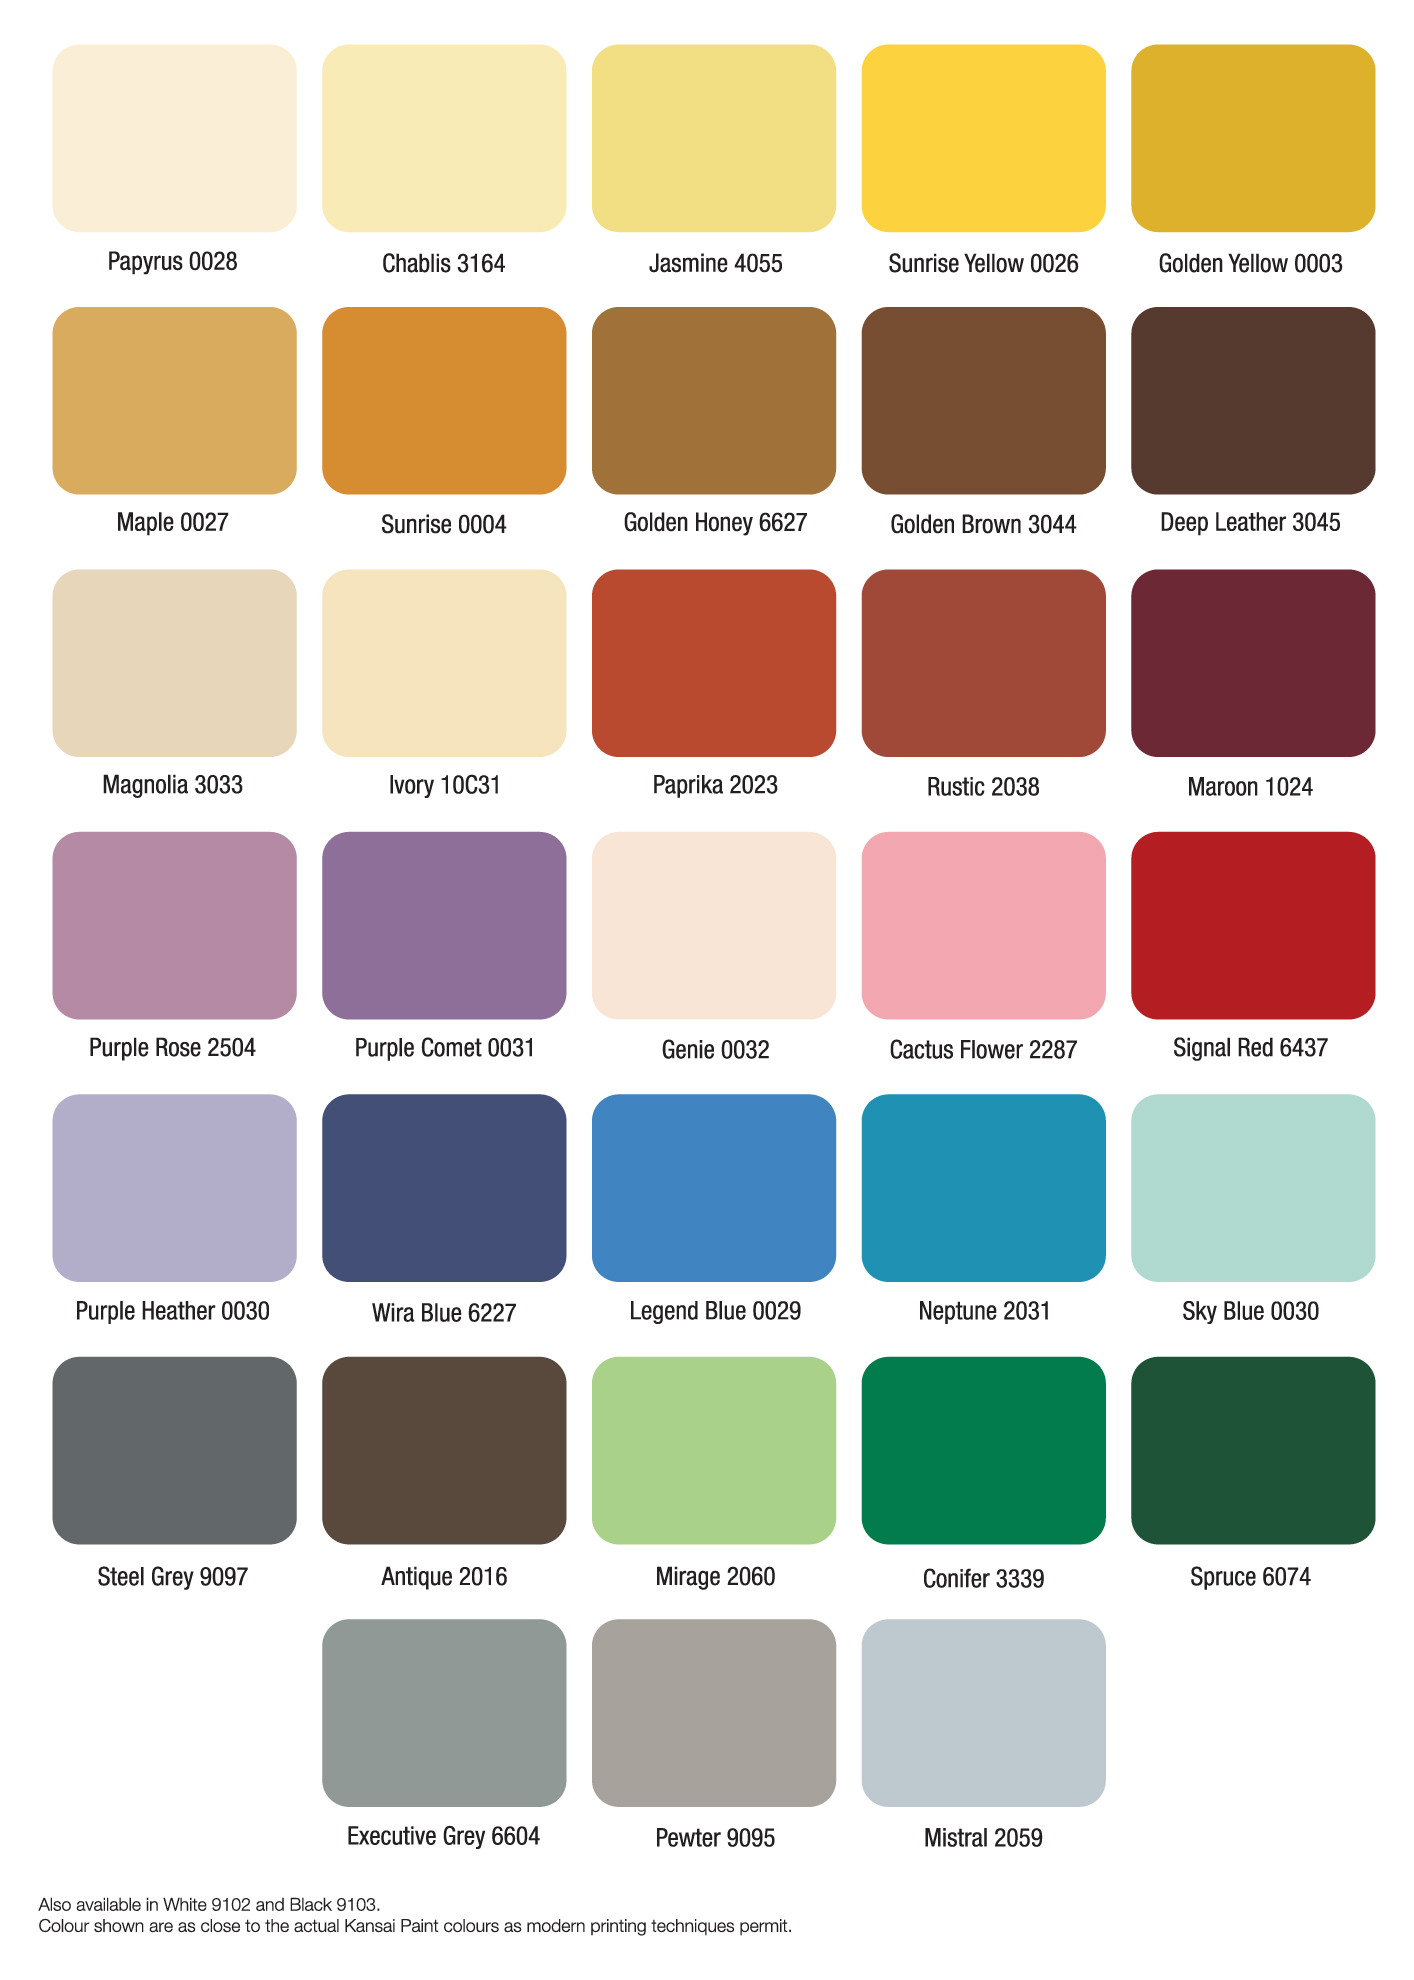 Papyrus 0028
Chablis 3164
Jasmine 4055
Sunrise Yellow 0026
Golden Yellow 0003
Maple 0027
Sunrise 0004
Golden Honey 6627
Golden Brown 3044
Deep Leather 3045
Magnolia 3033
Ivory 10C31
Paprika 2023
Rustic 2038
Maroon 1024
Purple Rose 2504
Purple Comet 0031
Genie 0032
Cactus Flower 2287
Signal Red 6437
Purple Heather 0030
Wira Blue 6227
Legend Blue 0029
Neptune 2031
Sky Blue 0030
Steel Grey 9097
Antique 2016
Mirage 2060
Conifer 3339
Spruce 6074
Executive Grey 6604
Pewter 9095
Mistral 2059
Also available in White 9102 and Black 9103.
Colour shown are as close to the actual Kansai Paint colours as modern printing techniques permit.